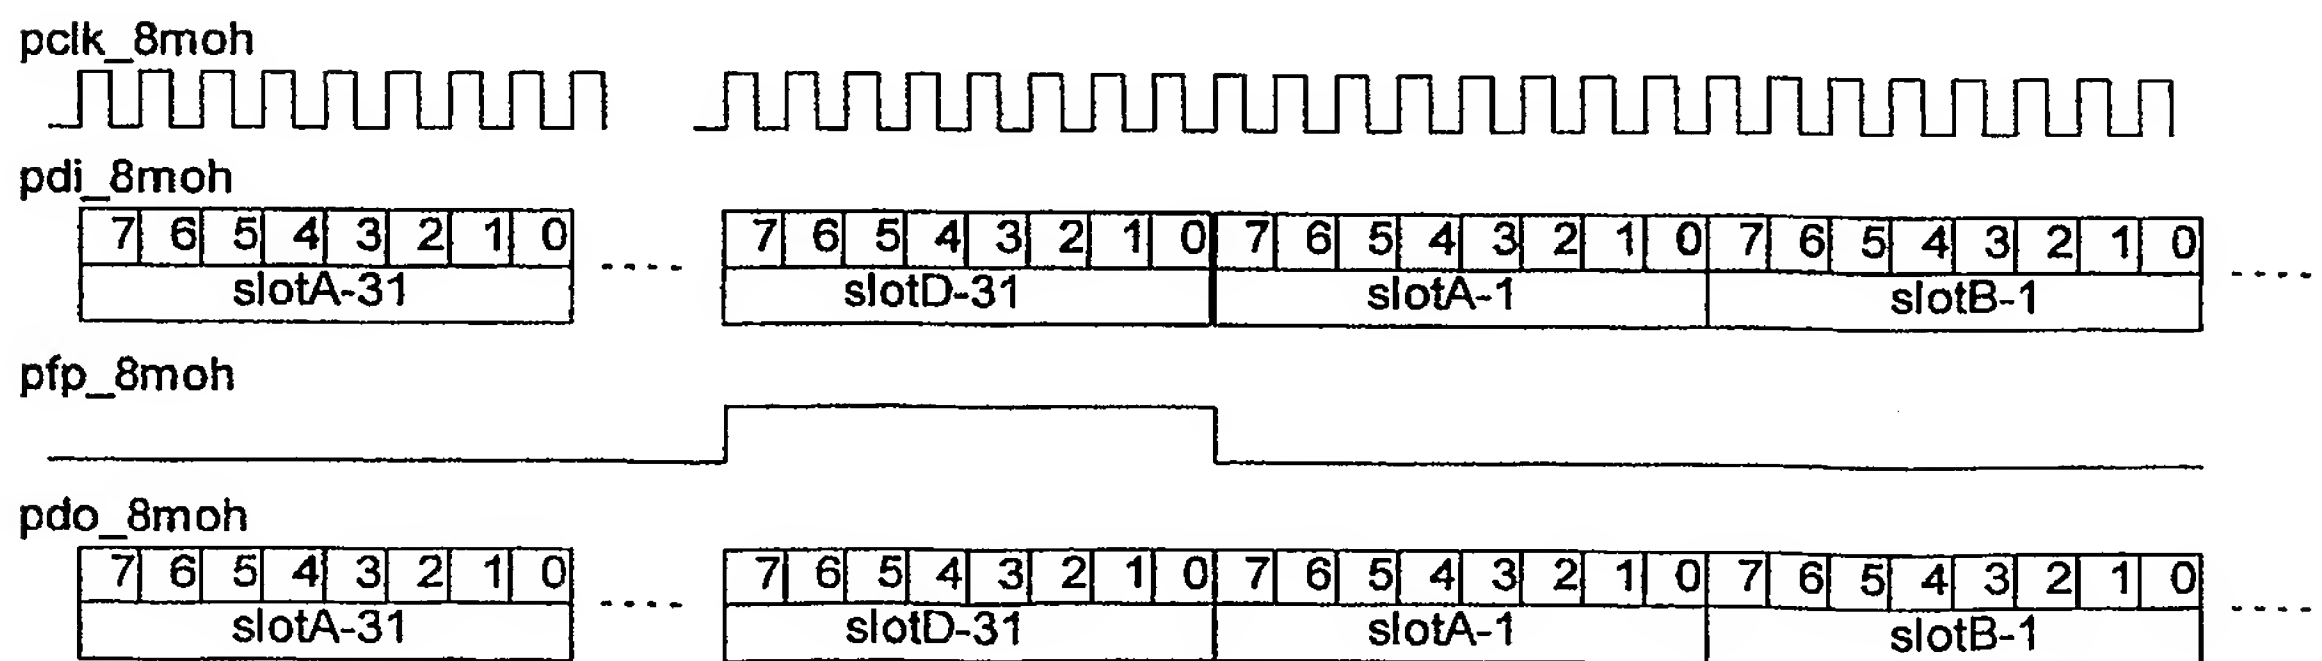 pclk_8moh
pdi_8moh
7 6 5 4 3 2 1 0 .... 7 6 5 4 3 2 1 0 7 6 5 4 3 2 1 0 7 6 5 4 3 2 1 0 ....
slotA-31 slotD-31 slotA-1 slotB-1
pfp_8moh
pdo_8moh
7 6 5 4 3 2 1 0 .... 7 6 5 4 3 2 1 0 7 6 5 4 3 2 1 0 7 6 5 4 3 2 1 0 ....
slotA-31 slotD-31 slotA-1 slotB-1